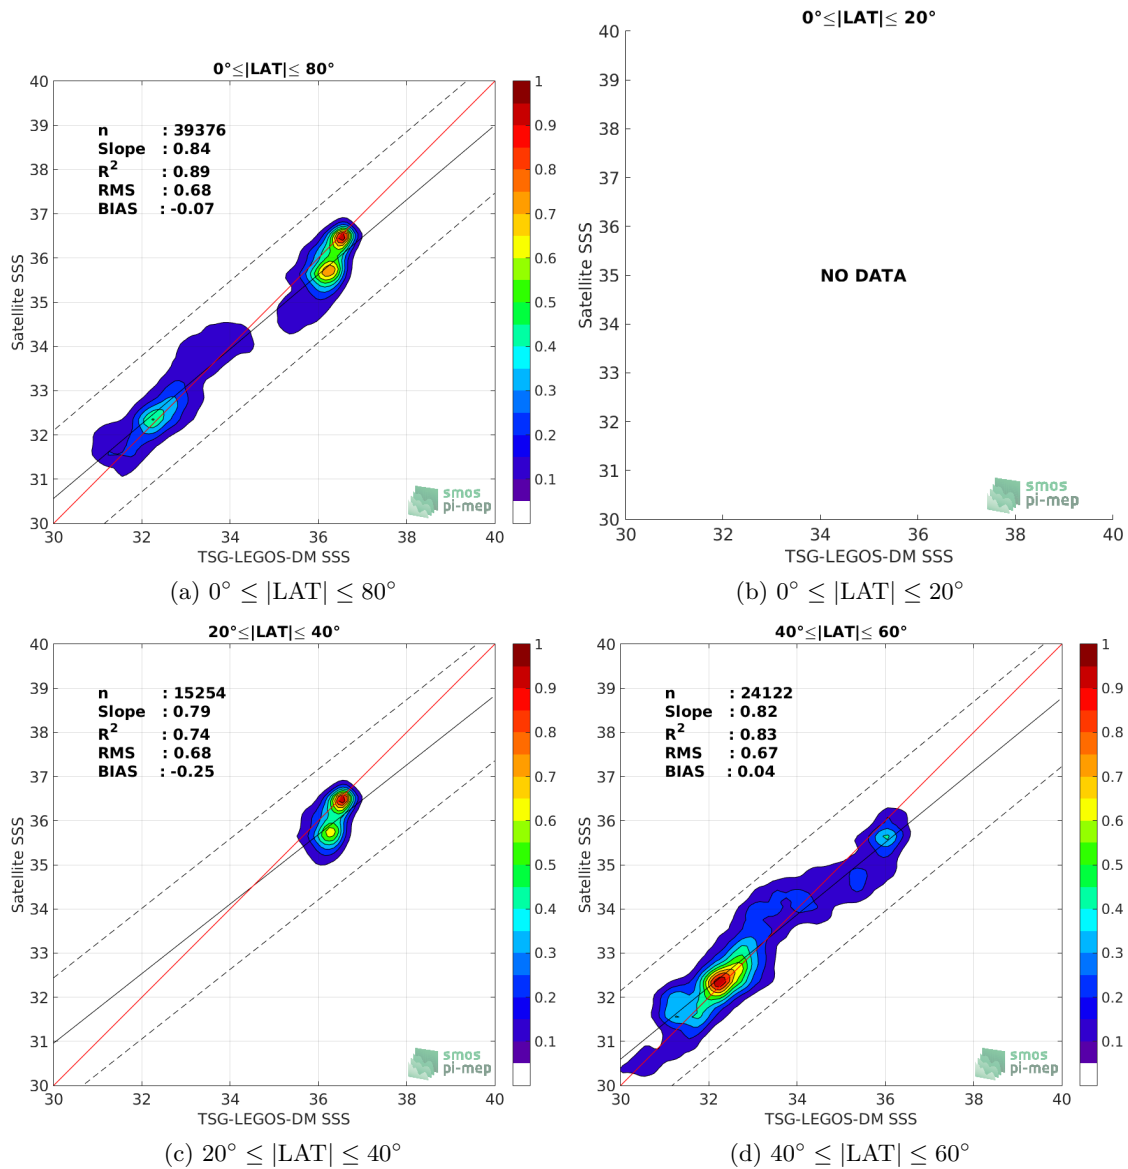 0°≤|LAT|≤ 80°
40
39
38
37
36
35
34
33
32
31
30
Satellite SSS
n : 39376
Slope : 0.84
R² : 0.89
RMS : 0.68
BIAS : -0.07
smos
pi-mep
30 32 34 36 38 40
TSG-LEGOS-DM SSS
1
0.9
0.8
0.7
0.6
0.5
0.4
0.3
0.2
0.1
(a) 0° ≤ |LAT| ≤ 80°
0°≤|LAT|≤ 20°
40
39
38
37
36
35
34
33
32
31
30
Satellite SSS
NO DATA
smos
pi-mep
30 32 34 36 38 40
TSG-LEGOS-DM SSS
(b) 0° ≤ |LAT| ≤ 20°
20°≤|LAT|≤ 40°
40
39
38
37
36
35
34
33
32
31
30
Satellite SSS
n : 15254
Slope : 0.79
R² : 0.74
RMS : 0.68
BIAS : -0.25
smos
pi-mep
30 32 34 36 38 40
TSG-LEGOS-DM SSS
1
0.9
0.8
0.7
0.6
0.5
0.4
0.3
0.2
0.1
(c) 20° ≤ |LAT| ≤ 40°
40°≤|LAT|≤ 60°
40
39
38
37
36
35
34
33
32
31
30
Satellite SSS
n : 24122
Slope : 0.82
R² : 0.83
RMS : 0.67
BIAS : 0.04
smos
pi-mep
30 32 34 36 38 40
TSG-LEGOS-DM SSS
1
0.9
0.8
0.7
0.6
0.5
0.4
0.3
0.2
0.1
(d) 40° ≤ |LAT| ≤ 60°